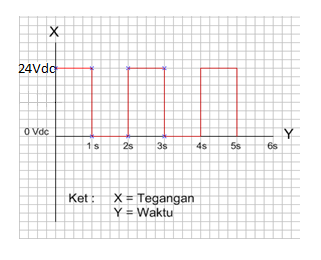 X
24Vdc
0 Vdc
Y
1 s 2s 3s 4s 5s 6s
Ket : X = Tegangan
Y = Waktu